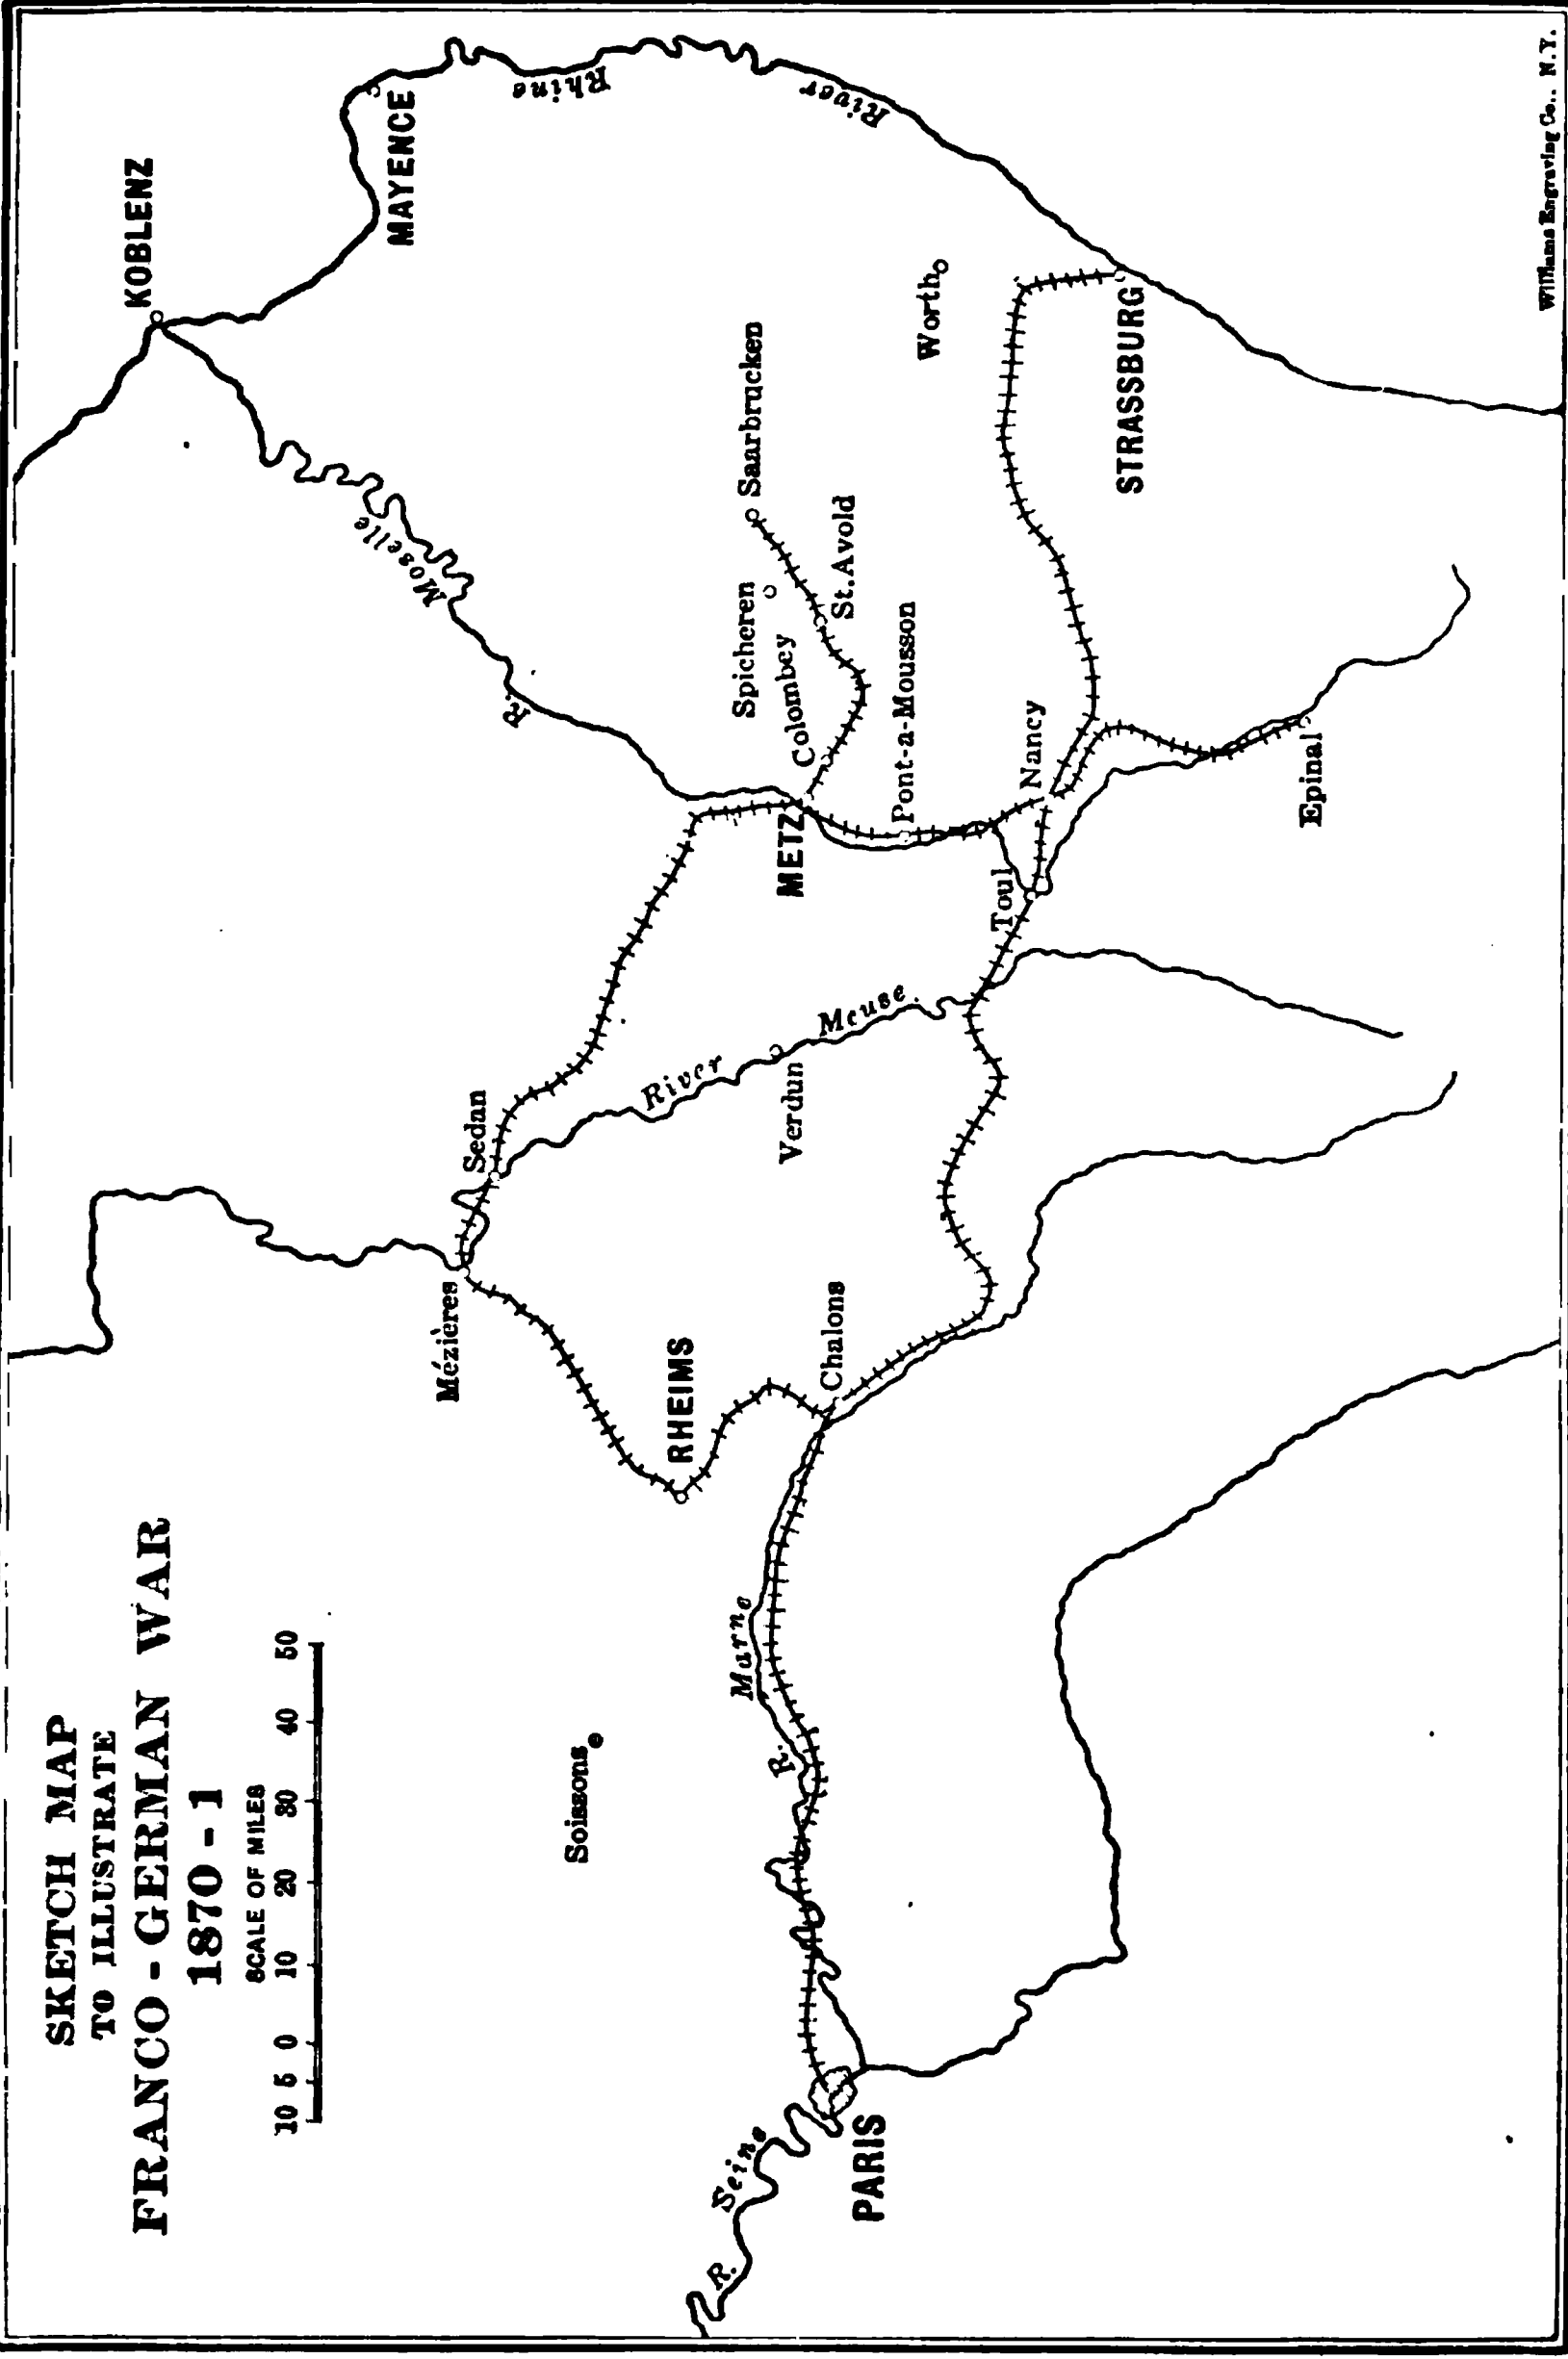 SKETCH MAP
TO ILLUSTRATE
FRANCO - GERMAN WAR
1870 - 1
SCALE OF MILES
10 5 0 10 20 30 40 50
KOBLENZ
MAYENCE
Rhine River
Moselle R.
Mézières
Sedan
Soissons
RHEIMS
River Meuse.
Verdun
Spicheren
Saarbrucken
Colombey
St. Avold
METZ
Pont-a-Mousson
Worth
R. Seine
PARIS
R. Marne
Chalons
Toul
Nancy
STRASSBURG
Epinal
Williams Engraving Co., N.Y.